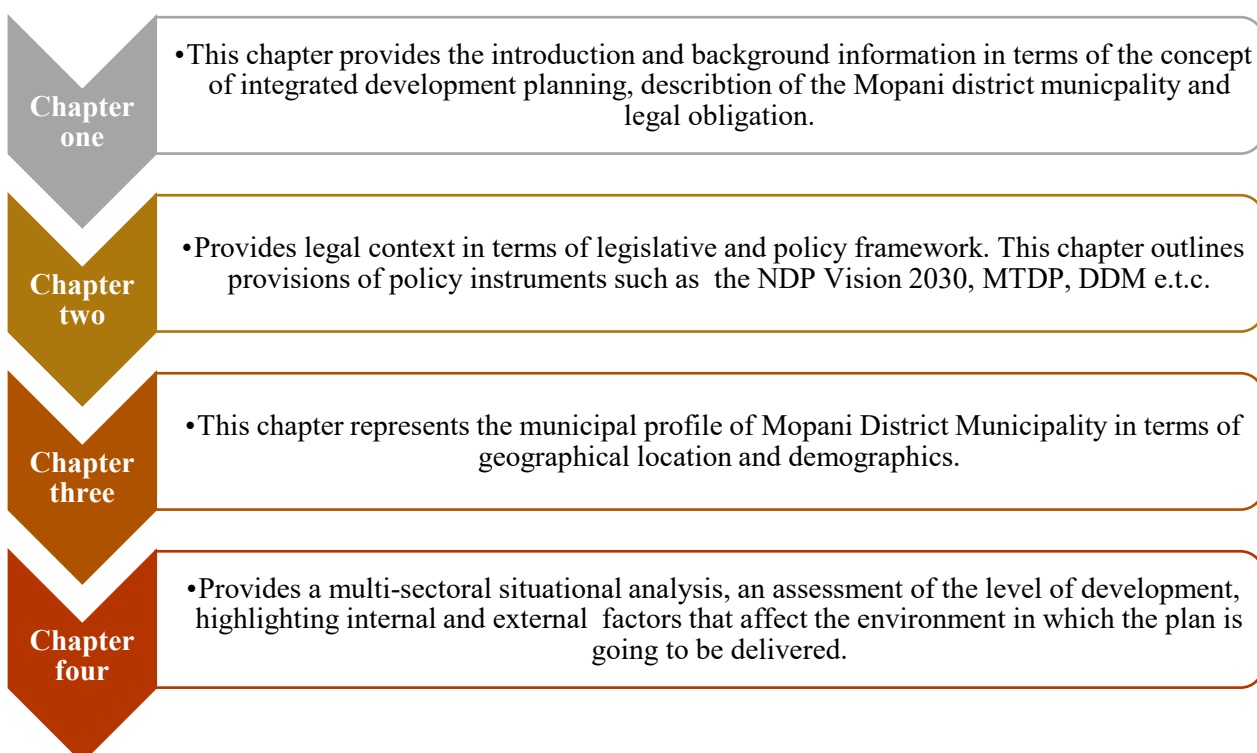 Chapter
one
•This chapter provides the introduction and background information in terms of the concept
of integrated development planning, describtion of the Mopani district municpality and
legal obligation.
Chapter
two
•Provides legal context in terms of legislative and policy framework. This chapter outlines
provisions of policy instruments such as the NDP Vision 2030, MTDP, DDM e.t.c.
Chapter
three
•This chapter represents the municipal profile of Mopani District Municipality in terms of
geographical location and demographics.
Chapter
four
•Provides a multi-sectoral situational analysis, an assessment of the level of development,
highlighting internal and external factors that affect the environment in which the plan is
going to be delivered.